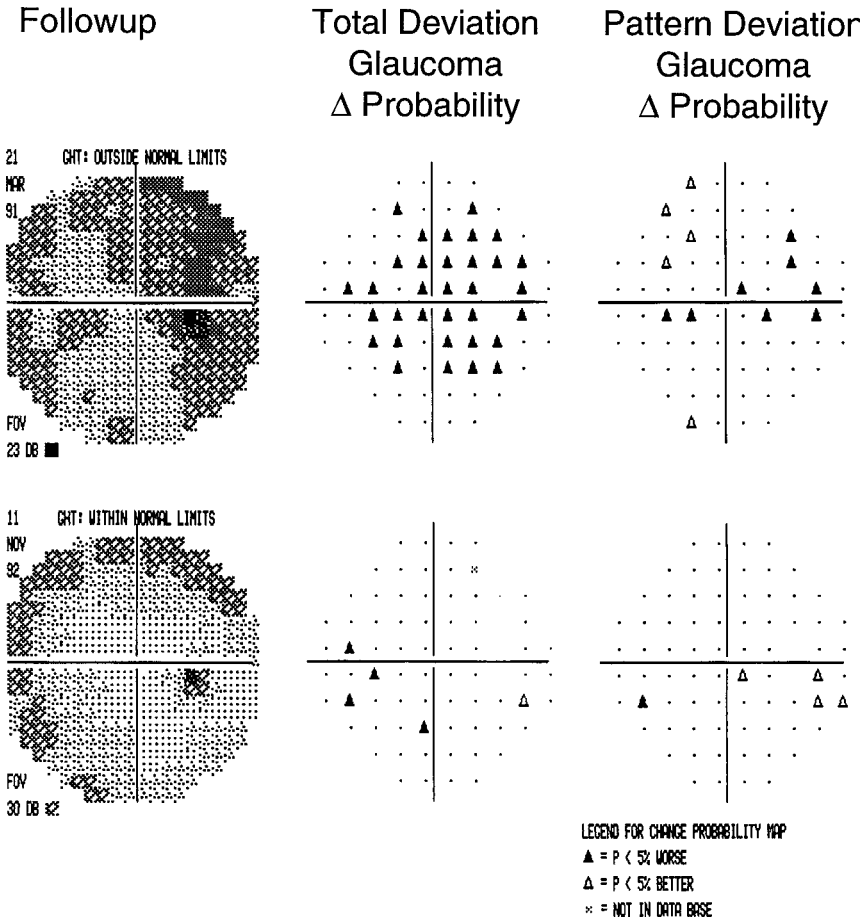 Followup
Total Deviation
Glaucoma
Δ Probability
Pattern Deviation
Glaucoma
Δ Probability
21 GHT: OUTSIDE NORMAL LIMITS
MAR
91
FOV
23 DB
11 GHT: WITHIN NORMAL LIMITS
NOV
92
FOV
30 DB
LEGEND FOR CHANGE PROBABILITY MAP
▲ = P < 5% WORSE
△ = P < 5% BETTER
× = NOT IN DATA BASE